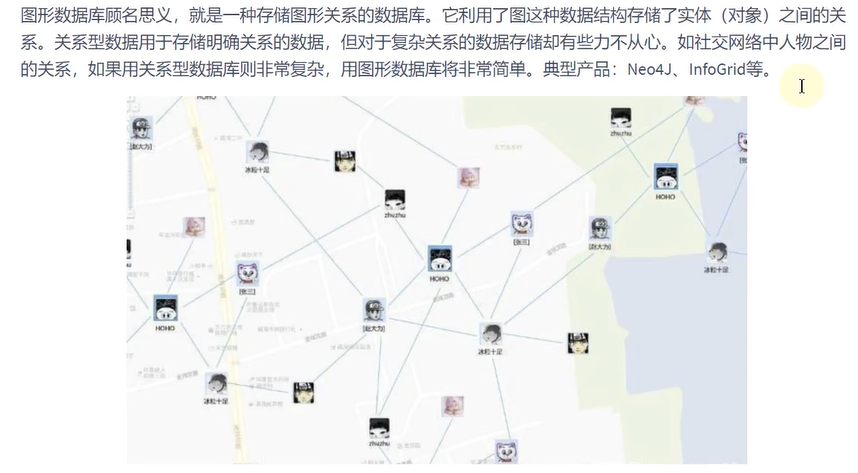 图形数据库顾名思义，就是一种存储图形关系的数据库。它利用了图这种数据结构存储了实体（对象）之间的关
系。关系型数据用于存储明确关系的数据，但对于复杂关系的数据存储却有些力不从心。如社交网络中人物之间
的关系，如果用关系型数据库则非常复杂，用图形数据库将非常简单。典型产品：Neo4J、InfoGrid等。
HOHO
zhuzhu
[赵大为]
冰粒十足
HOHO
zhuzhu
[张三]
[赵大为]
冰粒十足
HOHO
[张三]
HOHO
[赵大为]
冰粒十足
冰粒十足
zhuzhu